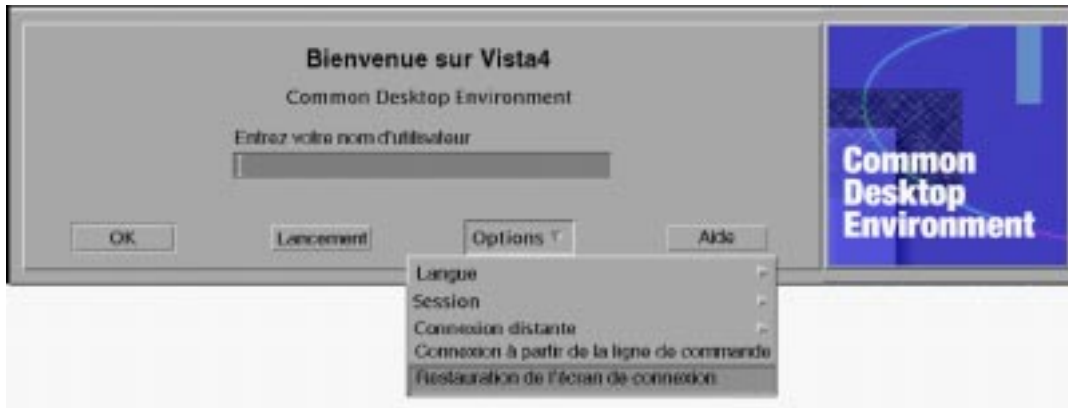 Bienvenue sur Vista4
Common Desktop Environment
Entrez votre nom d'utilisateur
OK
Lancement
Options
Aide
Langue
Session
Connexion distante
Connexion à partir de la ligne de commande
Restauration de l'écran de connexion
Common
Desktop
Environment